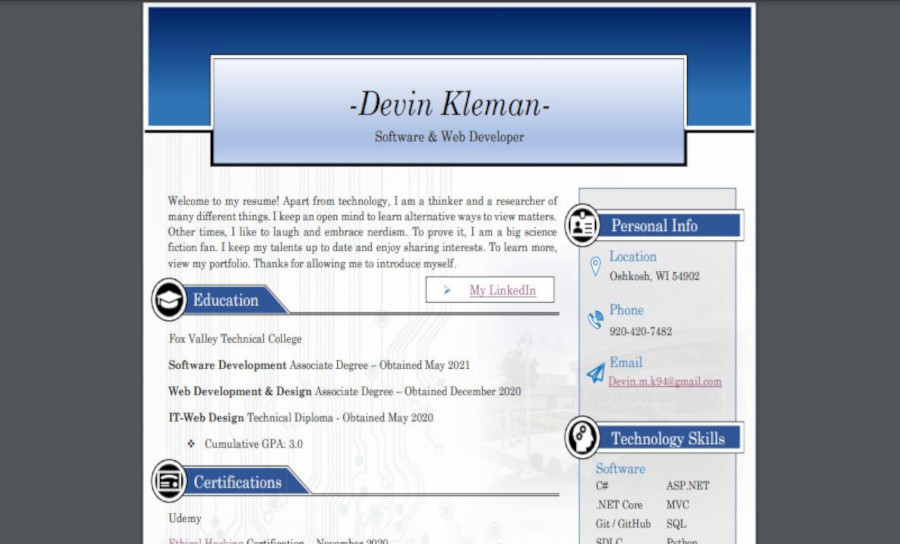 -Devin Kleman-
Software & Web Developer
Welcome to my resume! Apart from technology, I am a thinker and a researcher of
many different things. I keep an open mind to learn alternative ways to view matters.
Other times, I like to laugh and embrace nerdism. To prove it, I am a big science
fiction fan. I keep my talents up to date and enjoy sharing interests. To learn more,
view my portfolio. Thanks for allowing me to introduce myself.
My LinkedIn
Education
Fox Valley Technical College
Software Development Associate Degree – Obtained May 2021
Web Development & Design Associate Degree – Obtained December 2020
IT-Web Design Technical Diploma - Obtained May 2020
❖ Cumulative GPA: 3.0
Certifications
Udemy
Ethical Hacking Certification – November 2020
Personal Info
Location
Oshkosh, WI 54902
Phone
920-420-7482
Email
Devin.m.k94@gmail.com
Technology Skills
Software
C# ASP.NET
.NET Core MVC
Git / GitHub SQL
SDLC Python